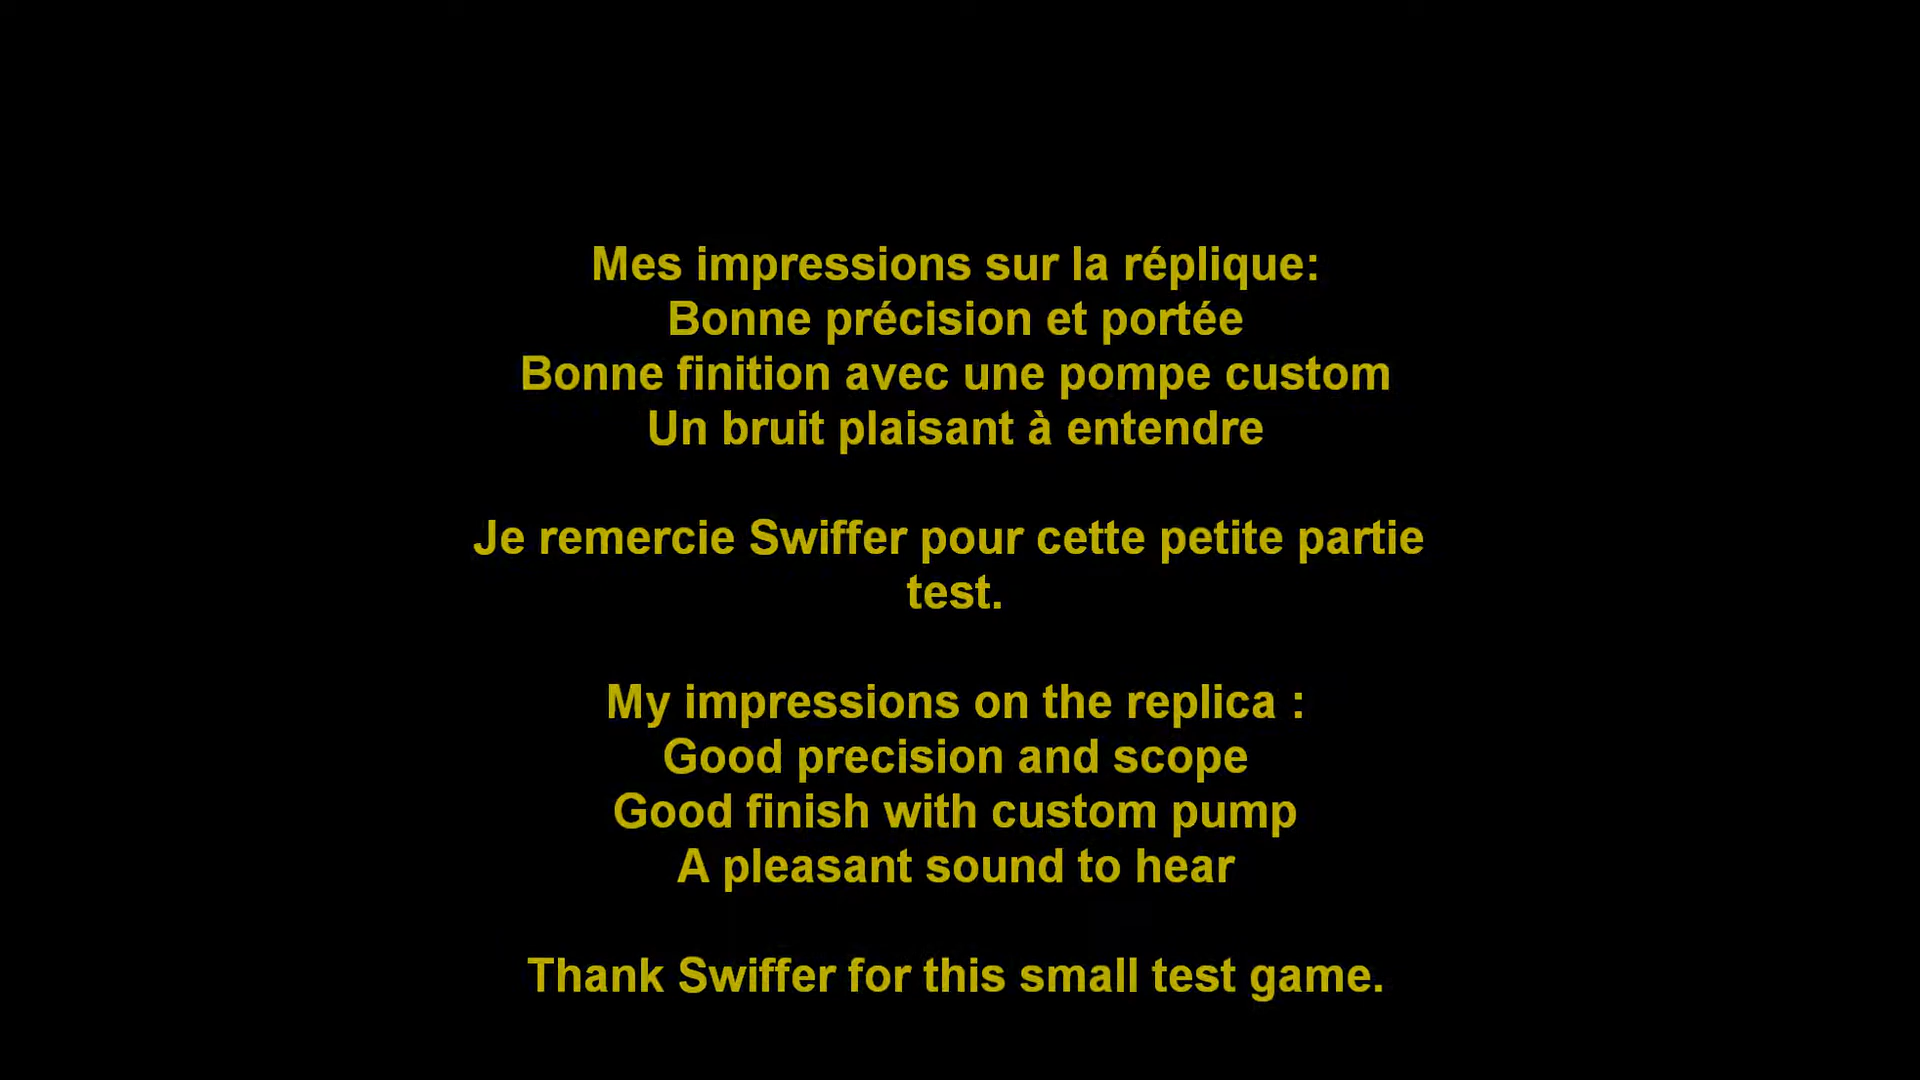 Mes impressions sur la réplique:
Bonne précision et portée
Bonne finition avec une pompe custom
Un bruit plaisant à entendre
Je remercie Swiffer pour cette petite partie
test.
My impressions on the replica :
Good precision and scope
Good finish with custom pump
A pleasant sound to hear
Thank Swiffer for this small test game.